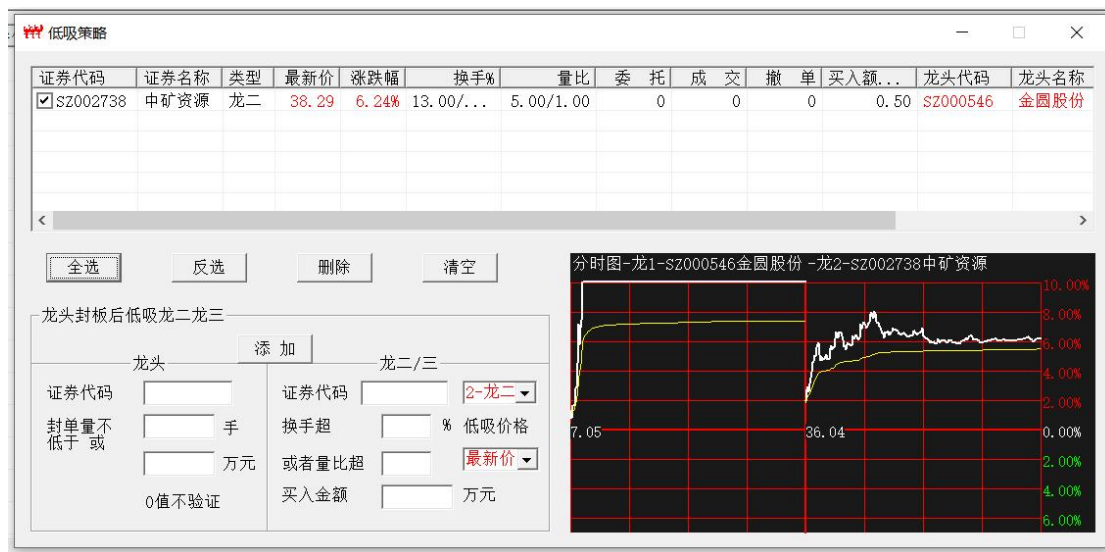 低吸策略
证券代码 证券名称 类型 最新价 涨跌幅 换手% 量比 委 托 成 交 撤 单 买入额... 龙头代码 龙头名称
SZ002738 中矿资源 龙二 38.29 6.24% 13.00/... 5.00/1.00 0 0 0 0.50 SZ000546 金圆股份
全选 反选 删除 清空
龙头封板后低吸龙二龙三
添 加
龙头 龙二/三
证券代码 证券代码 2-龙二
封单量不
低于 或
手 换手超 % 低吸价格
万元 或者量比超 最新价
0值不验证 买入金额 万元
分时图-龙1-SZ000546金圆股份 -龙2-SZ002738中矿资源
10.00%
8.00%
6.00%
4.00%
2.00%
7.05 36.04 0.00%
2.00%
4.00%
6.00%